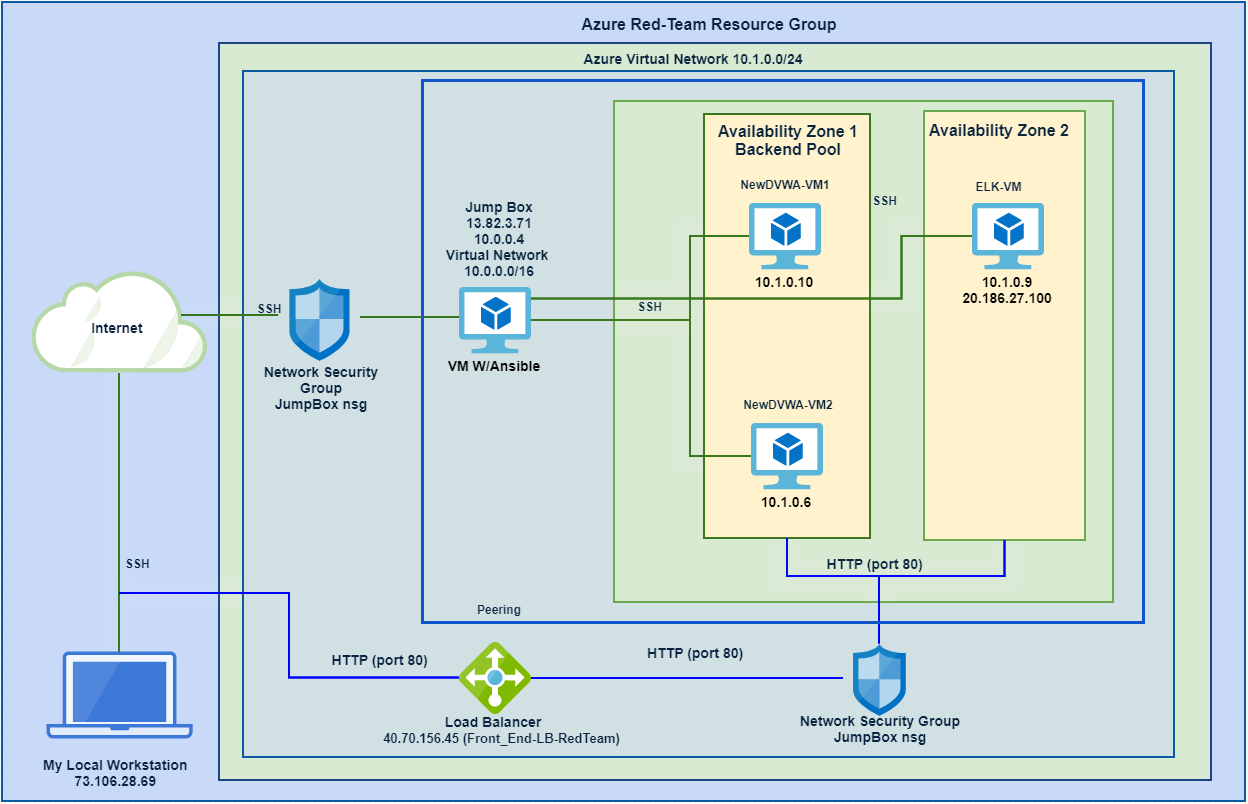 Azure Red-Team Resource Group
Azure Virtual Network 10.1.0.0/24
Availability Zone 1
Backend Pool
Availability Zone 2
NewDVWA-VM1
SSH
ELK-VM
Jump Box
13.82.3.71
10.0.0.4
Virtual Network
10.0.0.0/16
10.1.0.10
10.1.0.9
20.186.27.100
SSH
SSH
Internet
VM W/Ansible
Network Security
Group
JumpBox nsg
NewDVWA-VM2
10.1.0.6
SSH
HTTP (port 80)
Peering
HTTP (port 80)
HTTP (port 80)
Load Balancer
40.70.156.45 (Front_End-LB-RedTeam)
Network Security Group
JumpBox nsg
My Local Workstation
73.106.28.69